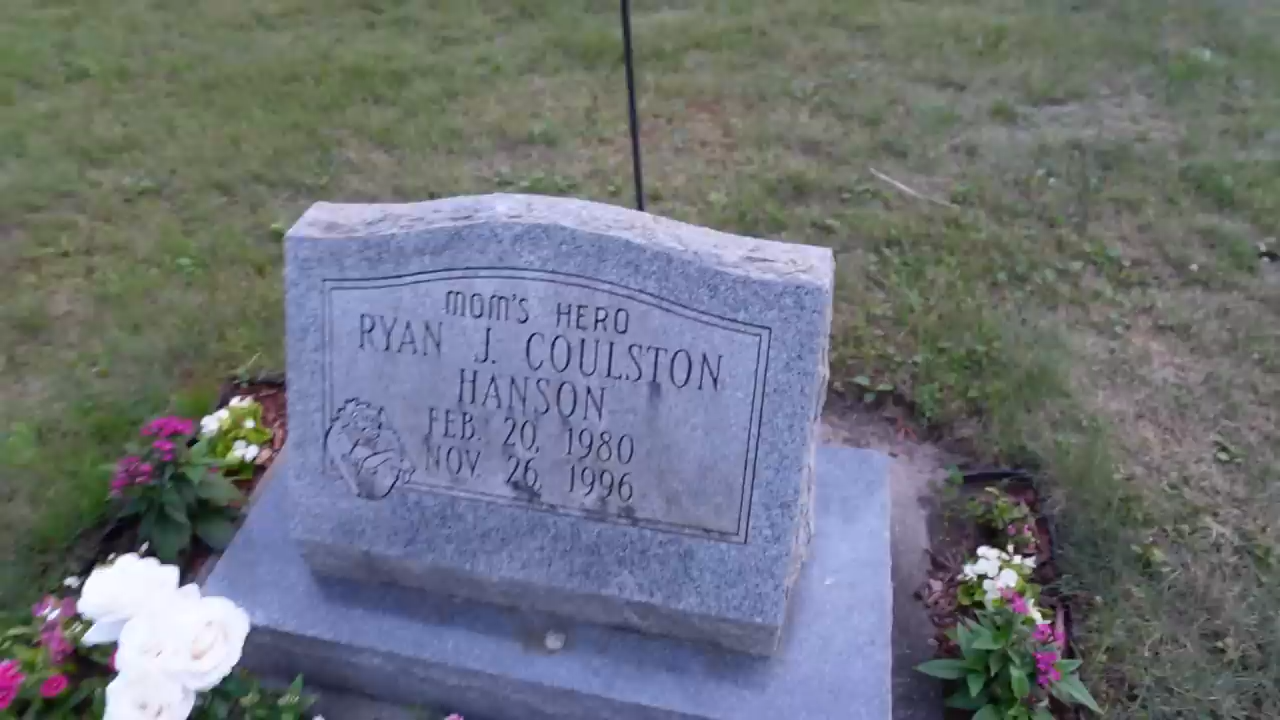 MOM'S HERO
RYAN J. COULSTON
HANSON
FEB. 20, 1980
NOV. 26, 1996